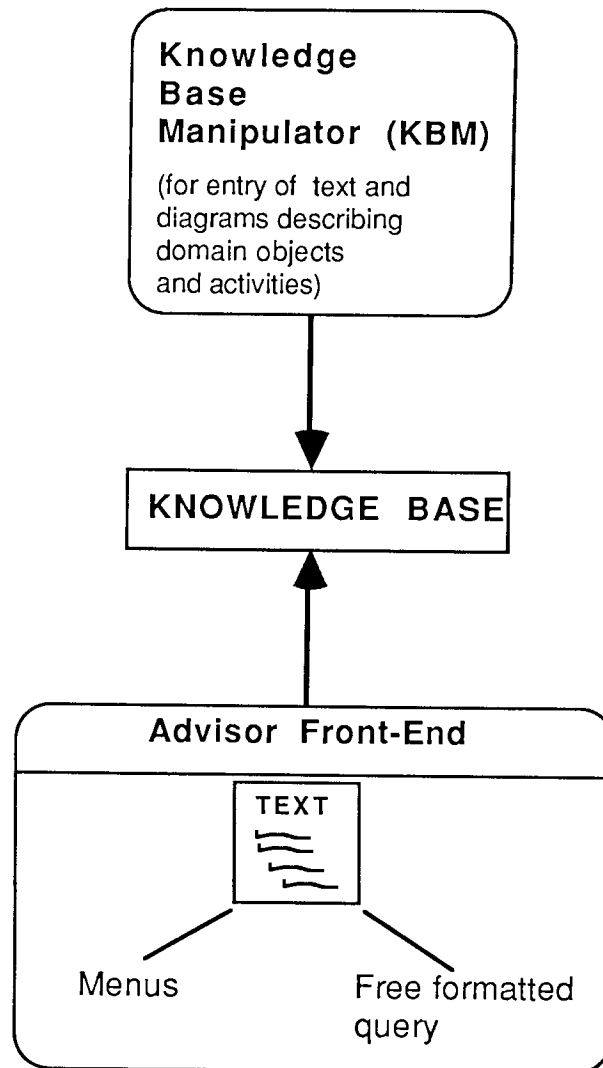 Knowledge
Base
Manipulator (KBM)
(for entry of text and
diagrams describing
domain objects
and activities)
KNOWLEDGE BASE
Advisor Front-End
TEXT
Menus
Free formatted
query